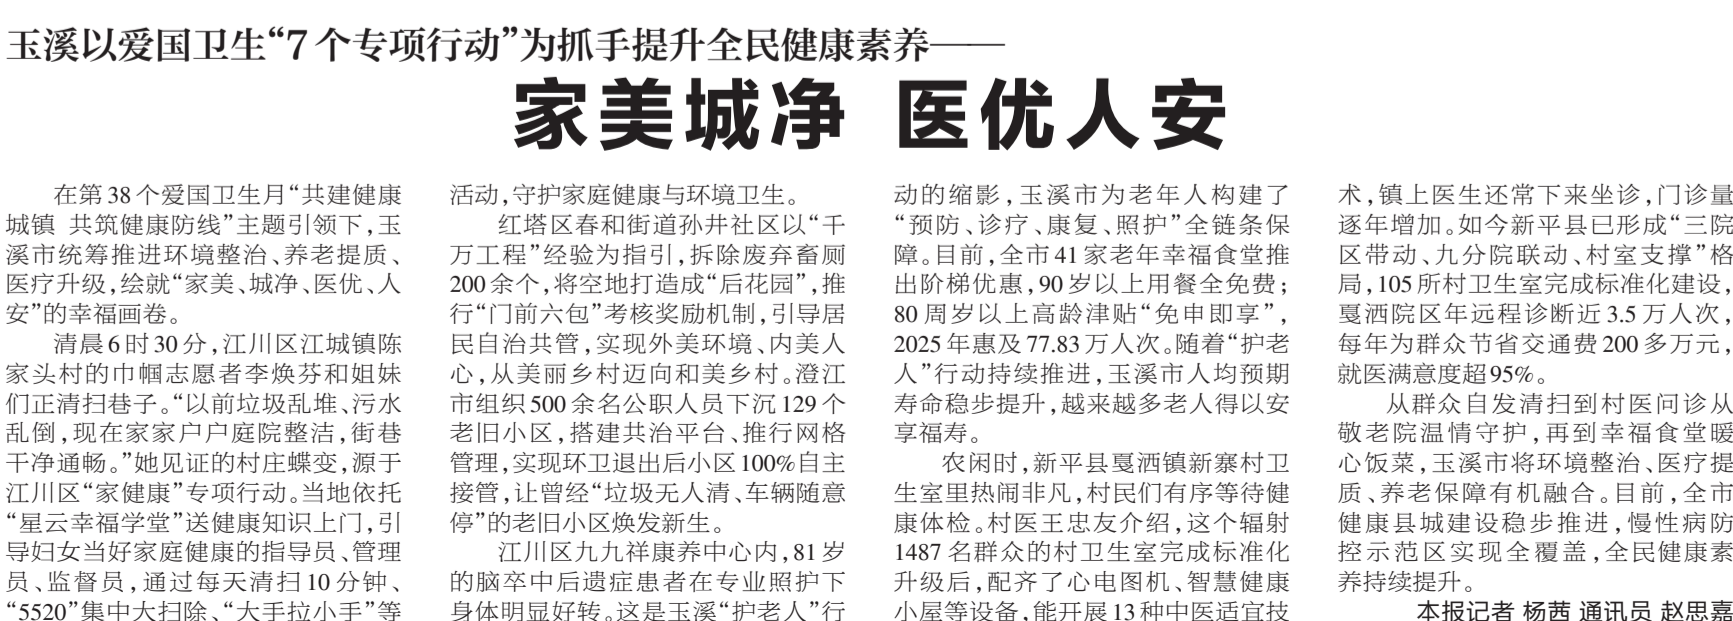 玉溪以爱国卫生“7个专项行动”为抓手提升全民健康素养——
家美城净 医优人安
在第38个爱国卫生月“共建健康
城镇 共筑健康防线”主题引领下，玉
溪市统筹推进环境整治、养老提质、
医疗升级，绘就“家美、城净、医优、人
安”的幸福画卷。
清晨6时30分，江川区江城镇陈
家头村的巾帼志愿者李焕芬和姐妹
们正清扫巷子。“以前垃圾乱堆、污水
乱倒，现在家家户户庭院整洁，街巷
干净通畅。”她见证的村庄蝶变，源于
江川区“家健康”专项行动。当地依托
“星云幸福学堂”送健康知识上门，引
导妇女当好家庭健康的指导员、管理
员、监督员，通过每天清扫10分钟、
“5520”集中大扫除、“大手拉小手”等
活动，守护家庭健康与环境卫生。
红塔区春和街道孙井社区以“千
万工程”经验为指引，拆除废弃畜厕
200余个，将空地打造成“后花园”，推
行“门前六包”考核奖励机制，引导居
民自治共管，实现外美环境、内美人
心，从美丽乡村迈向和美乡村。澄江
市组织500余名公职人员下沉129个
老旧小区，搭建共治平台、推行网格
管理，实现环卫退出后小区100%自主
接管，让曾经“垃圾无人清、车辆随意
停”的老旧小区焕发新生。
江川区九九祥康养中心内，81岁
的脑卒中后遗症患者在专业照护下
身体明显好转。这是玉溪“护老人”行
动的缩影，玉溪市为老年人构建了
“预防、诊疗、康复、照护”全链条保
障。目前，全市41家老年幸福食堂推
出阶梯优惠，90岁以上用餐全免费；
80周岁以上高龄津贴“免申即享”，
2025年惠及77.83万人次。随着“护老
人”行动持续推进，玉溪市人均预期
寿命稳步提升，越来越多老人得以安
享福寿。
农闲时，新平县戛洒镇新寨村卫
生室里热闹非凡，村民们有序等待健
康体检。村医王忠友介绍，这个辐射
1487名群众的村卫生室完成标准化
升级后，配齐了心电图机、智慧健康
小屋等设备，能开展13种中医适宜技
术，镇上医生还常下来坐诊，门诊量
逐年增加。如今新平县已形成“三院
区带动、九分院联动、村室支撑”格
局，105所村卫生室完成标准化建设，
戛洒院区年远程诊断近3.5万人次，
每年为群众节省交通费200多万元，
就医满意度超95%。
从群众自发清扫到村医问诊从
敬老院温情守护，再到幸福食堂暖
心饭菜，玉溪市将环境整治、医疗提
质、养老保障有机融合。目前，全市
健康县城建设稳步推进，慢性病防
控示范区实现全覆盖，全民健康素
养持续提升。
本报记者 杨茜 通讯员 赵思嘉